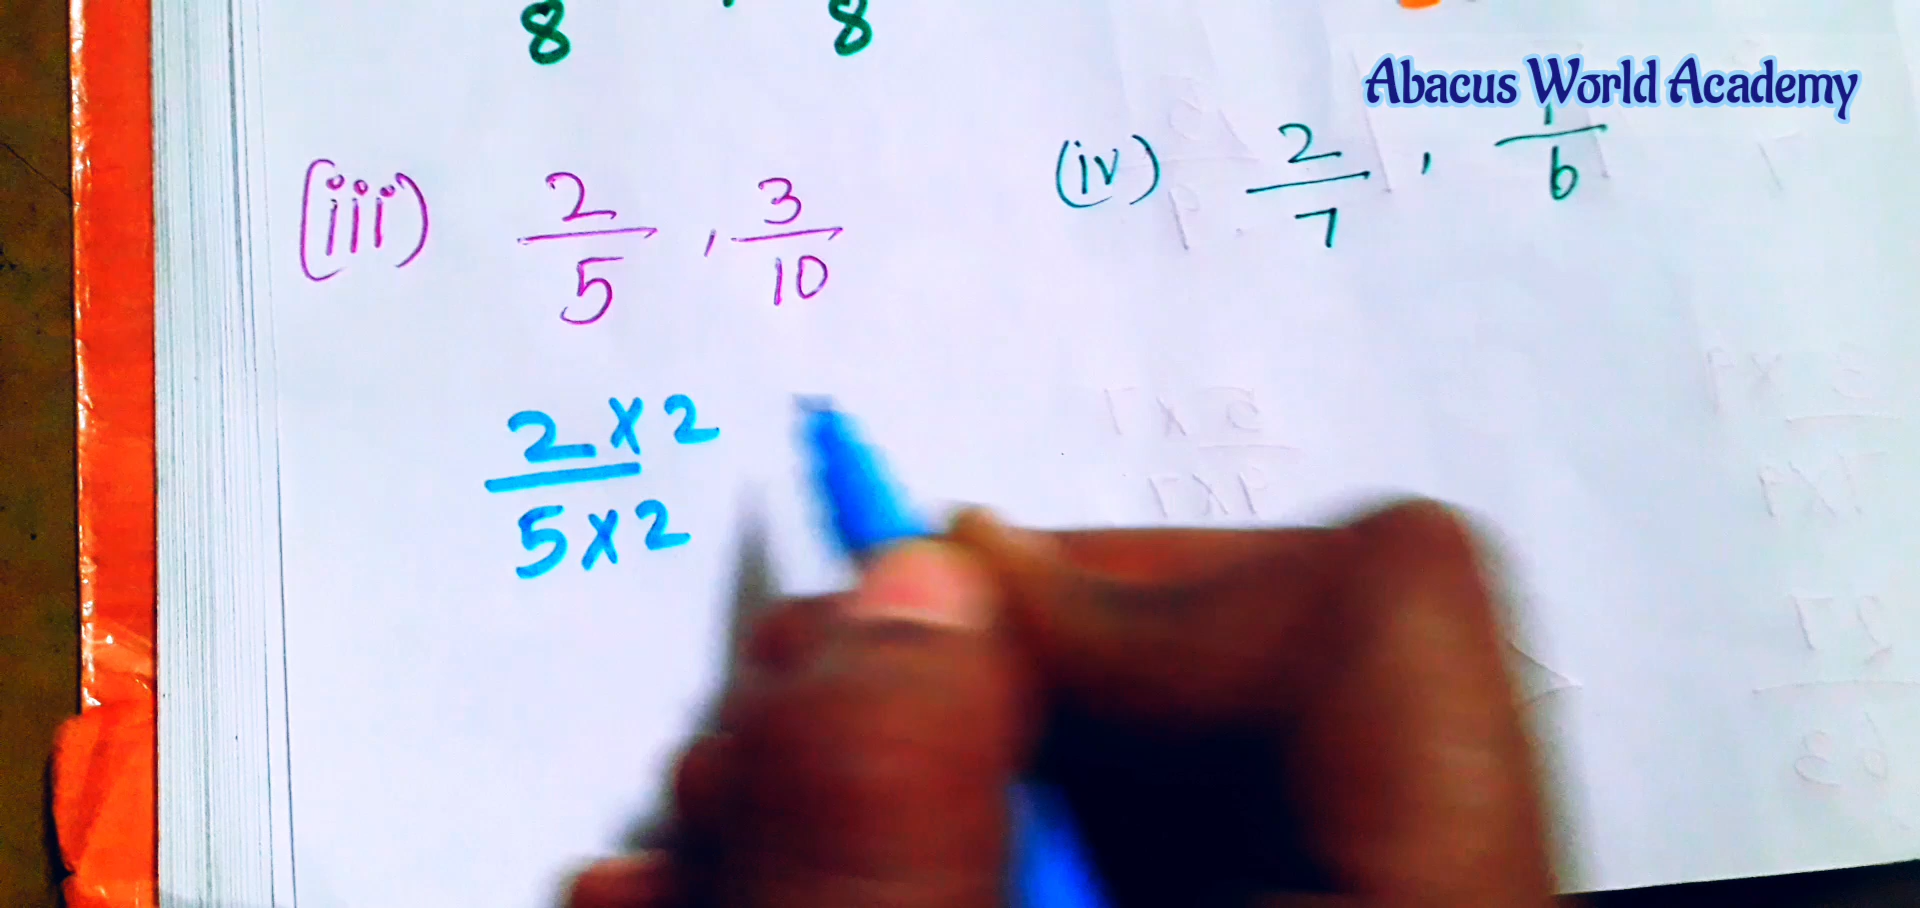 8 , 8
Abacus World Academy
(iii) 2/5 , 3/10
(iv) 2/7 , 1/6
2 x 2
5 x 2